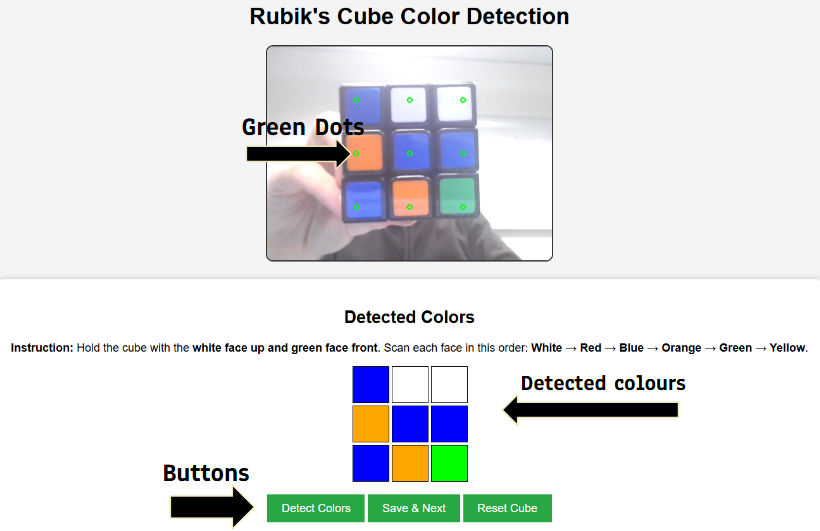 Rubik's Cube Color Detection
Green Dots
Detected Colors
Instruction: Hold the cube with the white face up and green face front. Scan each face in this order: White → Red → Blue → Orange → Green → Yellow.
Detected colours
Buttons
Detect Colors
Save & Next
Reset Cube